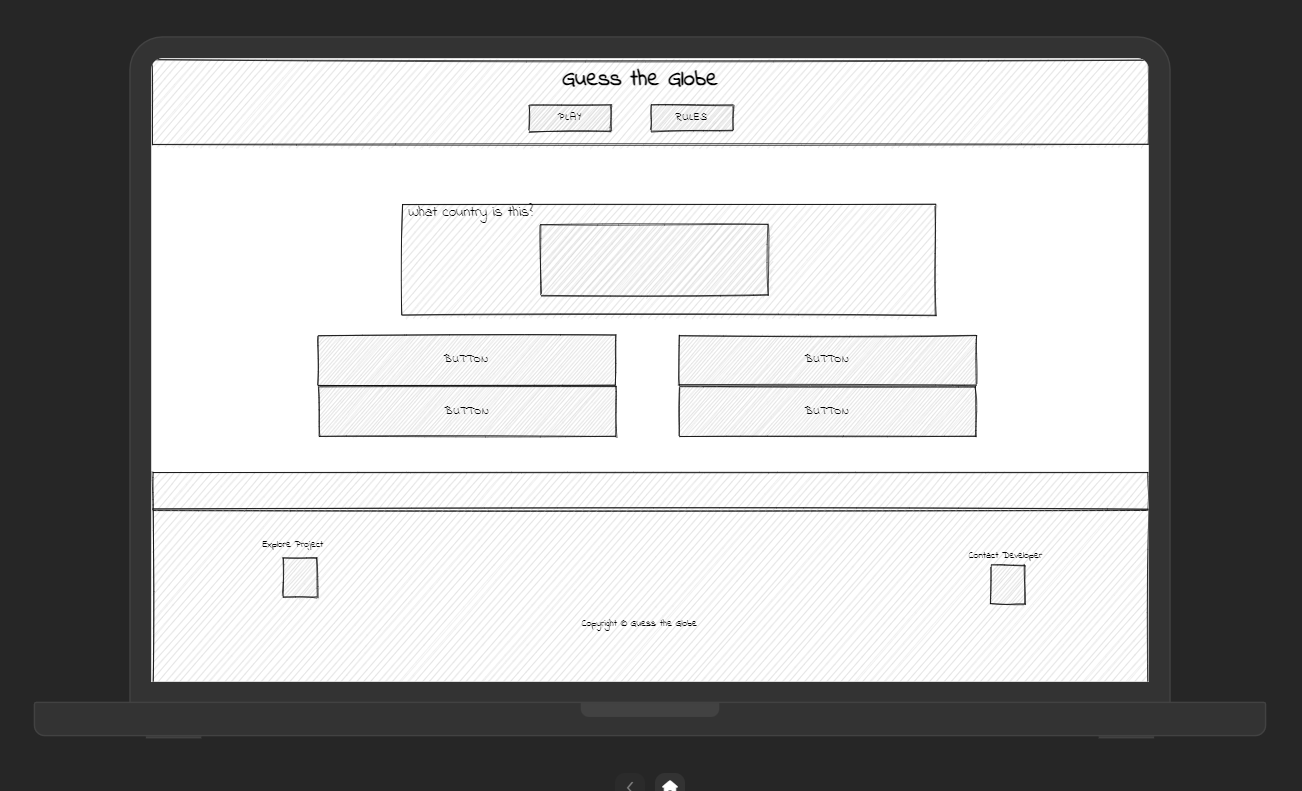 Guess the Globe
PLAY
RULES
What country is this?
BUTTON
BUTTON
BUTTON
BUTTON
Explore Project
Contact Developer
Copyright © Guess the Globe